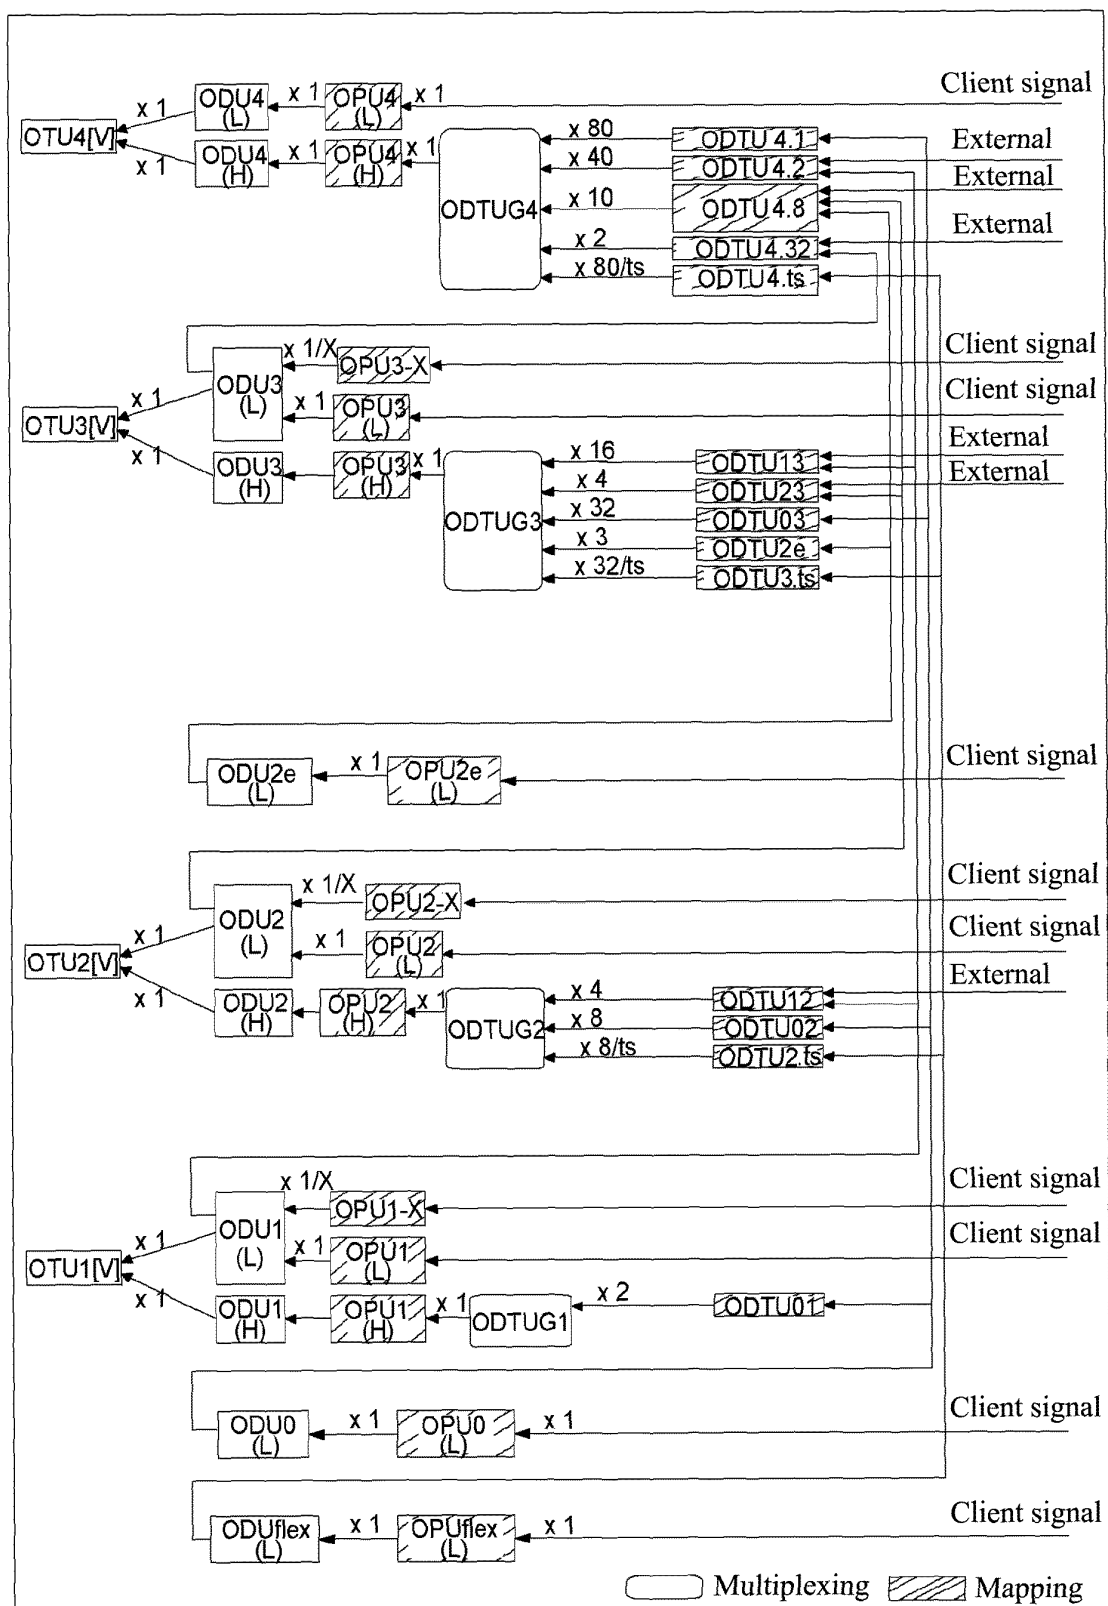 Client signal
x 1
ODU4
(L)
x 1
OPU4
(L)
x 1
OTU4[V]
x 1
ODU4
(H)
x 1
OPU4
(H)
x 1
ODTUG4
x 80
ODTU4.1
External
x 40
ODTU4.2
External
x 10
ODTU4.8
External
x 2
ODTU4.32
x 80/ts
ODTU4.ts
Client signal
x 1/X
OPU3-X
ODU3
(L)
Client signal
x 1
x 1
OPU3
(L)
OTU3[V]
x 1
ODU3
(H)
OPU3
(H)
x 1
ODTUG3
External
x 16
ODTU13
External
x 4
ODTU23
x 32
ODTU03
x 3
ODTU2e
x 32/ts
ODTU3.ts
Client signal
ODU2e
(L)
x 1
OPU2e
(L)
Client signal
x 1/X
OPU2-X
ODU2
(L)
Client signal
x 1
x 1
OPU2
(L)
OTU2[V]
x 1
ODU2
(H)
OPU2
(H)
x 1
ODTUG2
External
x 4
ODTU12
x 8
ODTU02
x 8/ts
ODTU2.ts
Client signal
x 1/X
OPU1-X
ODU1
(L)
Client signal
x 1
x 1
OPU1
(L)
OTU1[V]
x 1
ODU1
(H)
OPU1
(H)
x 1
ODTUG1
x 2
ODTU01
Client signal
ODU0
(L)
x 1
OPU0
(L)
x 1
Client signal
ODUflex
(L)
x 1
OPUflex
(L)
x 1
Multiplexing
Mapping